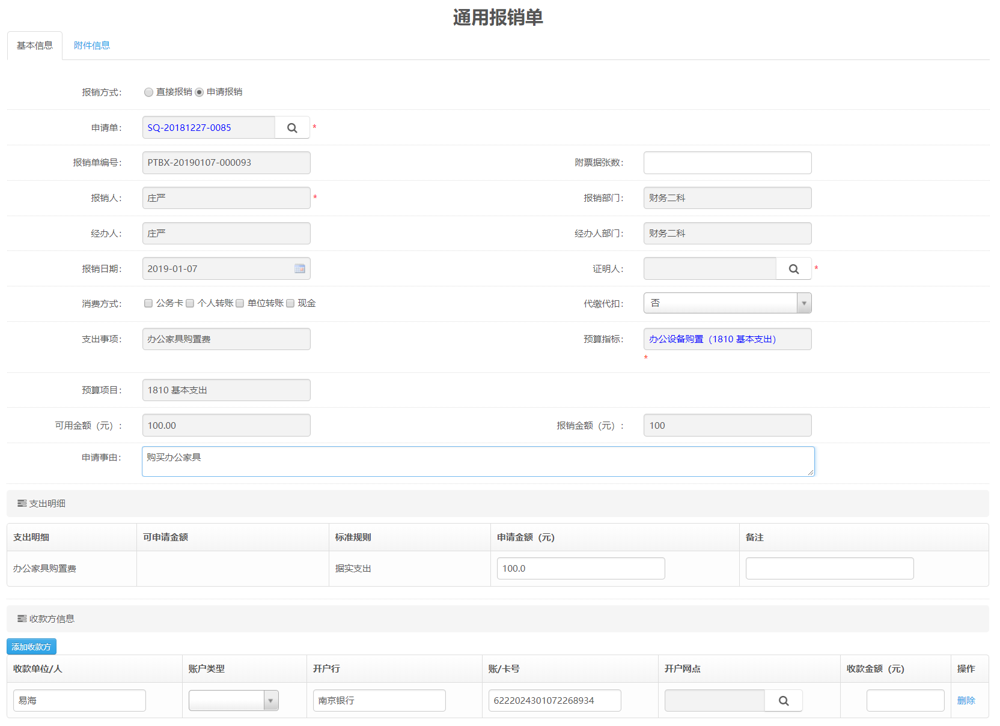 通用报销单
基本信息 附件信息
报销方式： 直接报销 申请报销
申请单： SQ-20181227-0085 *
报销单编号： PTBX-20190107-000093 附票据张数：
报销人： 庄严 * 报销部门： 财务二科
经办人： 庄严 经办人部门： 财务二科
报销日期： 2019-01-07 证明人： *
消费方式： 公务卡 个人转账 单位转账 现金 代缴代扣： 否
支出事项： 办公家具购置费 预算指标： 办公设备购置（1810 基本支出）
*
预算项目： 1810 基本支出
可用金额（元）： 100.00 报销金额（元）： 100
申请事由： 购买办公家具
支出明细
支出明细 可申请金额 标准规则 申请金额（元） 备注
办公家具购置费 据实支出 100.0
收款方信息
添加收款方
收款单位/人 账户类型 开户行 账/卡号 开户网点 收款金额（元） 操作
易海 南京银行 6222024301072268934 删除